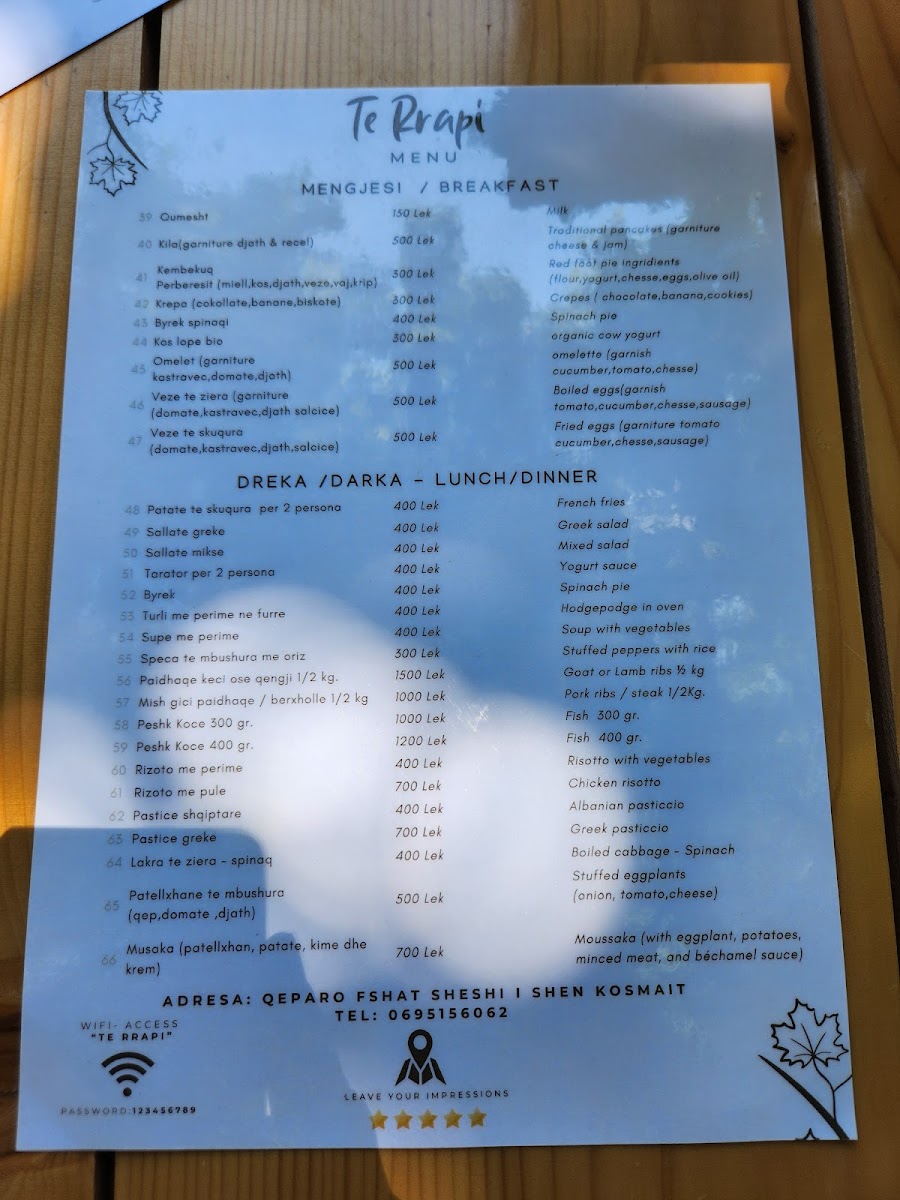 Te Rrapi
MENU
MENGJESI / BREAKFAST
39 Qumesht 150 Lek Milk
40 Kila(garniture djath & recel) 500 Lek Traditional pancakes (garniture
cheese & jam)
41 Kembekuq
Perberesit (miell,kos,djath,veze,vaj,krip) 300 Lek Red foot pie ingridients
(flour,yogurt,chesse,eggs,olive oil)
42 Krepa (cokollate,banane,biskote) 300 Lek Crepes ( chocolate,banana,cookies)
43 Byrek spinaqi 400 Lek Spinach pie
44 Kos lope bio 300 Lek organic cow yogurt
45 Omelet (garniture
kastravec,domate,djath) 500 Lek omelette (garnish
cucumber,tomato,chesse)
46 Veze te ziera (garniture
(domate,kastravec,djath salcice) 500 Lek Boiled eggs(garnish
tomato,cucumber,chesse,sausage)
47 Veze te skuqura
(domate,kastravec,djath,salcice) 500 Lek Fried eggs (garniture tomato
cucumber,chesse,sausage)
DREKA /DARKA - LUNCH/DINNER
48 Patate te skuqura per 2 persona 400 Lek French fries
49 Sallate greke 400 Lek Greek salad
50 Sallate mikse 400 Lek Mixed salad
51 Tarator per 2 persona 400 Lek Yogurt sauce
52 Byrek 400 Lek Spinach pie
53 Turli me perime ne furre 400 Lek Hodgepodge in oven
54 Supe me perime 400 Lek Soup with vegetables
55 Speca te mbushura me oriz 300 Lek Stuffed peppers with rice
56 Paidhaqe keci ose qengji 1/2 kg. 1500 Lek Goat or Lamb ribs ½ kg
57 Mish gici paidhaqe / berxholle 1/2 kg 1000 Lek Pork ribs / steak 1/2Kg.
58 Peshk Koce 300 gr. 1000 Lek Fish 300 gr.
59 Peshk Koce 400 gr. 1200 Lek Fish 400 gr.
60 Rizoto me perime 400 Lek Risotto with vegetables
61 Rizoto me pule 700 Lek Chicken risotto
62 Pastice shqiptare 400 Lek Albanian pasticcio
63 Pastice greke 700 Lek Greek pasticcio
64 Lakra te ziera - spinaq 400 Lek Boiled cabbage - Spinach
65 Patellxhane te mbushura
(qep,domate ,djath) 500 Lek Stuffed eggplants
(onion, tomato,cheese)
66 Musaka (patellxhan, patate, kime dhe
krem) 700 Lek Moussaka (with eggplant, potatoes,
minced meat, and béchamel sauce)
ADRESA: QEPARO FSHAT SHESHI I SHEN KOSMAIT
TEL: 0695156062
WIFI- ACCESS
"TE RRAPI"
PASSWORD:123456789
LEAVE YOUR IMPRESSIONS